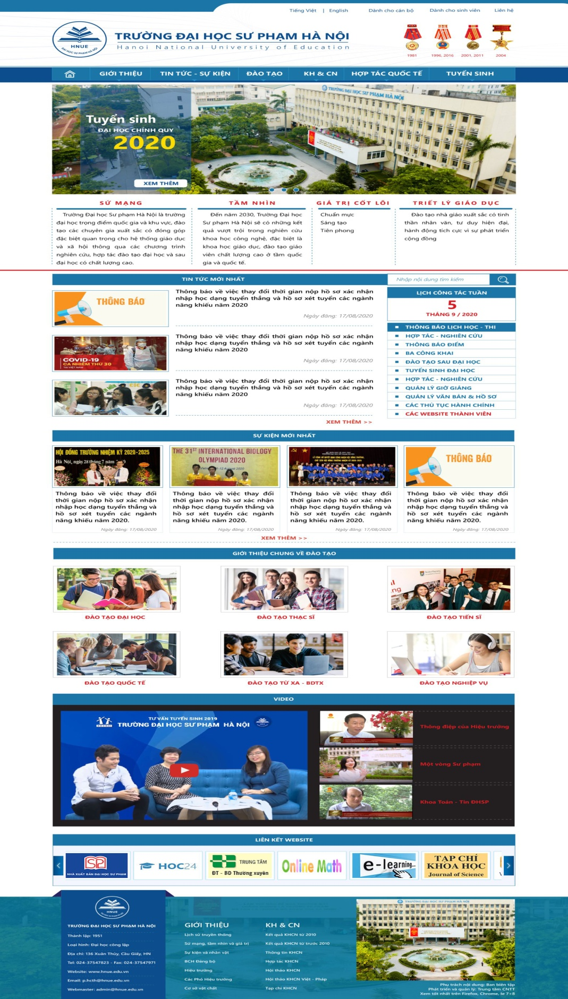 Tiếng Việt | English Dành cho cán bộ Dành cho sinh viên Liên hệ
HNUE
ĐẠI HỌC SƯ PHẠM HÀ NỘI
TRƯỜNG ĐẠI HỌC SƯ PHẠM HÀ NỘI
Hanoi National University of Education
1981 1996, 2016 2001, 2011 2004
GIỚI THIỆU TIN TỨC - SỰ KIỆN ĐÀO TẠO KH & CN HỢP TÁC QUỐC TẾ TUYỂN SINH
TRƯỜNG ĐẠI HỌC SƯ PHẠM HÀ NỘI
Tuyển sinh
ĐẠI HỌC CHÍNH QUY
2020
XEM THÊM
SỨ MẠNG
Trường Đại học Sư phạm Hà Nội là trường
đại học trọng điểm quốc gia và khu vực, đào
tạo các chuyên gia xuất sắc có đóng góp
đặc biệt quan trọng cho hệ thống giáo dục
và xã hội thông qua các chương trình
nghiên cứu, hợp tác đào tạo đại học và sau
đại học có chất lượng cao.
TẦM NHÌN
Đến năm 2030, Trường Đại học
Sư phạm Hà Nội sẽ có những kết
quả vượt trội trong nghiên cứu
khoa học công nghệ, đặc biệt là
khoa học giáo dục, đào tạo giáo
viên chất lượng cao ở tầm quốc
gia và quốc tế.
GIÁ TRỊ CỐT LÕI
Chuẩn mực
Sáng tạo
Tiên phong
TRIẾT LÝ GIÁO DỤC
Đào tạo nhà giáo xuất sắc có tinh
thần nhân văn, tư duy hiện đại,
hành động tích cực vì sự phát triển
cộng đồng
TIN TỨC MỚI NHẤT
THÔNG BÁO
Thông báo về việc thay đổi thời gian nộp hồ sơ xác nhận
nhập học dạng tuyển thẳng và hồ sơ xét tuyển các ngành
năng khiếu năm 2020
Ngày đăng: 17/08/2020
COVID-19
CA NHIỄM THỨ 30
TẠI VIỆT NAM
Thông báo về việc thay đổi thời gian nộp hồ sơ xác nhận
nhập học dạng tuyển thẳng và hồ sơ xét tuyển các ngành
năng khiếu năm 2020
Ngày đăng: 17/08/2020
Thông báo về việc thay đổi thời gian nộp hồ sơ xác nhận
nhập học dạng tuyển thẳng và hồ sơ xét tuyển các ngành
năng khiếu năm 2020
Ngày đăng: 17/08/2020
XEM THÊM >>
Nhập nội dung tìm kiếm
LỊCH CÔNG TÁC TUẦN
5
THÁNG 9 / 2020
THÔNG BÁO LỊCH HỌC - THI
HỢP TÁC - NGHIÊN CỨU
THÔNG BÁO ĐIỂM
BA CÔNG KHAI
ĐÀO TẠO SAU ĐẠI HỌC
TUYỂN SINH ĐẠI HỌC
HỢP TÁC - NGHIÊN CỨU
QUẢN LÝ GIỜ GIẢNG
QUẢN LÝ VĂN BẢN & HỒ SƠ
CÁC THỦ TỤC HÀNH CHÍNH
CÁC WEBSITE THÀNH VIÊN
SỰ KIỆN MỚI NHẤT
HỘI ĐỒNG TRƯỜNG NHIỆM KỲ 2020-2025
Hà Nội, ngày 28 tháng 7 năm
Thông báo về việc thay đổi
thời gian nộp hồ sơ xác nhận
nhập học dạng tuyển thẳng và
hồ sơ xét tuyển các ngành
năng khiếu năm 2020.
Ngày đăng: 17/08/2020
THE 31ST INTERNATIONAL BIOLOGY
OLYMPIAD 2020
-12 August 2020
Thông báo về việc thay đổi
thời gian nộp hồ sơ xác nhận
nhập học dạng tuyển thẳng và
hồ sơ xét tuyển các ngành
năng khiếu năm 2020.
Ngày đăng: 17/08/2020
Thông báo về việc thay đổi
thời gian nộp hồ sơ xác nhận
nhập học dạng tuyển thẳng và
hồ sơ xét tuyển các ngành
năng khiếu năm 2020.
Ngày đăng: 17/08/2020
THÔNG BÁO
Thông báo về việc thay đổi
thời gian nộp hồ sơ xác nhận
nhập học dạng tuyển thẳng và
hồ sơ xét tuyển các ngành
năng khiếu năm 2020.
Ngày đăng: 17/08/2020
XEM THÊM >>
GIỚI THIỆU CHUNG VỀ ĐÀO TẠO
ĐÀO TẠO ĐẠI HỌC ĐÀO TẠO THẠC SĨ ĐÀO TẠO TIẾN SĨ
ĐÀO TẠO QUỐC TẾ ĐÀO TẠO TỪ XA - BDTX ĐÀO TẠO NGHIỆP VỤ
VIDEO
TƯ VẤN TUYỂN SINH 2019
TRƯỜNG ĐẠI HỌC SƯ PHẠM HÀ NỘI
Thông điệp của Hiệu trưởng
Một vòng Sư phạm
Khoa Toán - Tin ĐHSP
LIÊN KẾT WEBSITE
NHÀ XUẤT BẢN ĐẠI HỌC SƯ PHẠM
HOC24
TRUNG TÂM
ĐT - BD Thường xuyên
Online Math
e-learning...
TẠP CHÍ
KHOA HỌC
Journal of Science
HNUE
TRƯỜNG ĐẠI HỌC SƯ PHẠM HÀ NỘI
Thành lập: 1951
Loại hình: Đại học công lập
Địa chỉ: 136 Xuân Thủy, Cầu Giấy, HN
Tel: 024-37547823 - Fax: 024-37547971
Website: www.hnue.edu.vn
Email: p.hcth@hnue.edu.vn
Webmaster: admin@hnue.edu.vn
GIỚI THIỆU
Lịch sử truyền thống
Sứ mạng, tầm nhìn và giá trị
Sự kiện và nhân vật
BCH Đảng bộ
Hiệu trưởng
Các Phó Hiệu trưởng
Cơ sở vật chất
KH & CN
Kết quả KHCN từ 2010
Kết quả KHCN từ trước 2010
Thông tin KHCN
Hợp tác KHCN
Hội thảo KHCN
Hội thảo KHCN Việt - Pháp
Tạp chí KHCN
TRƯỜNG ĐẠI HỌC SƯ PHẠM HÀ NỘI
Phụ trách nội dung: Ban biên tập
Phát triển và quản lý: Trung tâm CNTT
Xem tốt nhất trên Firefox, Chrome, Ie 7+8